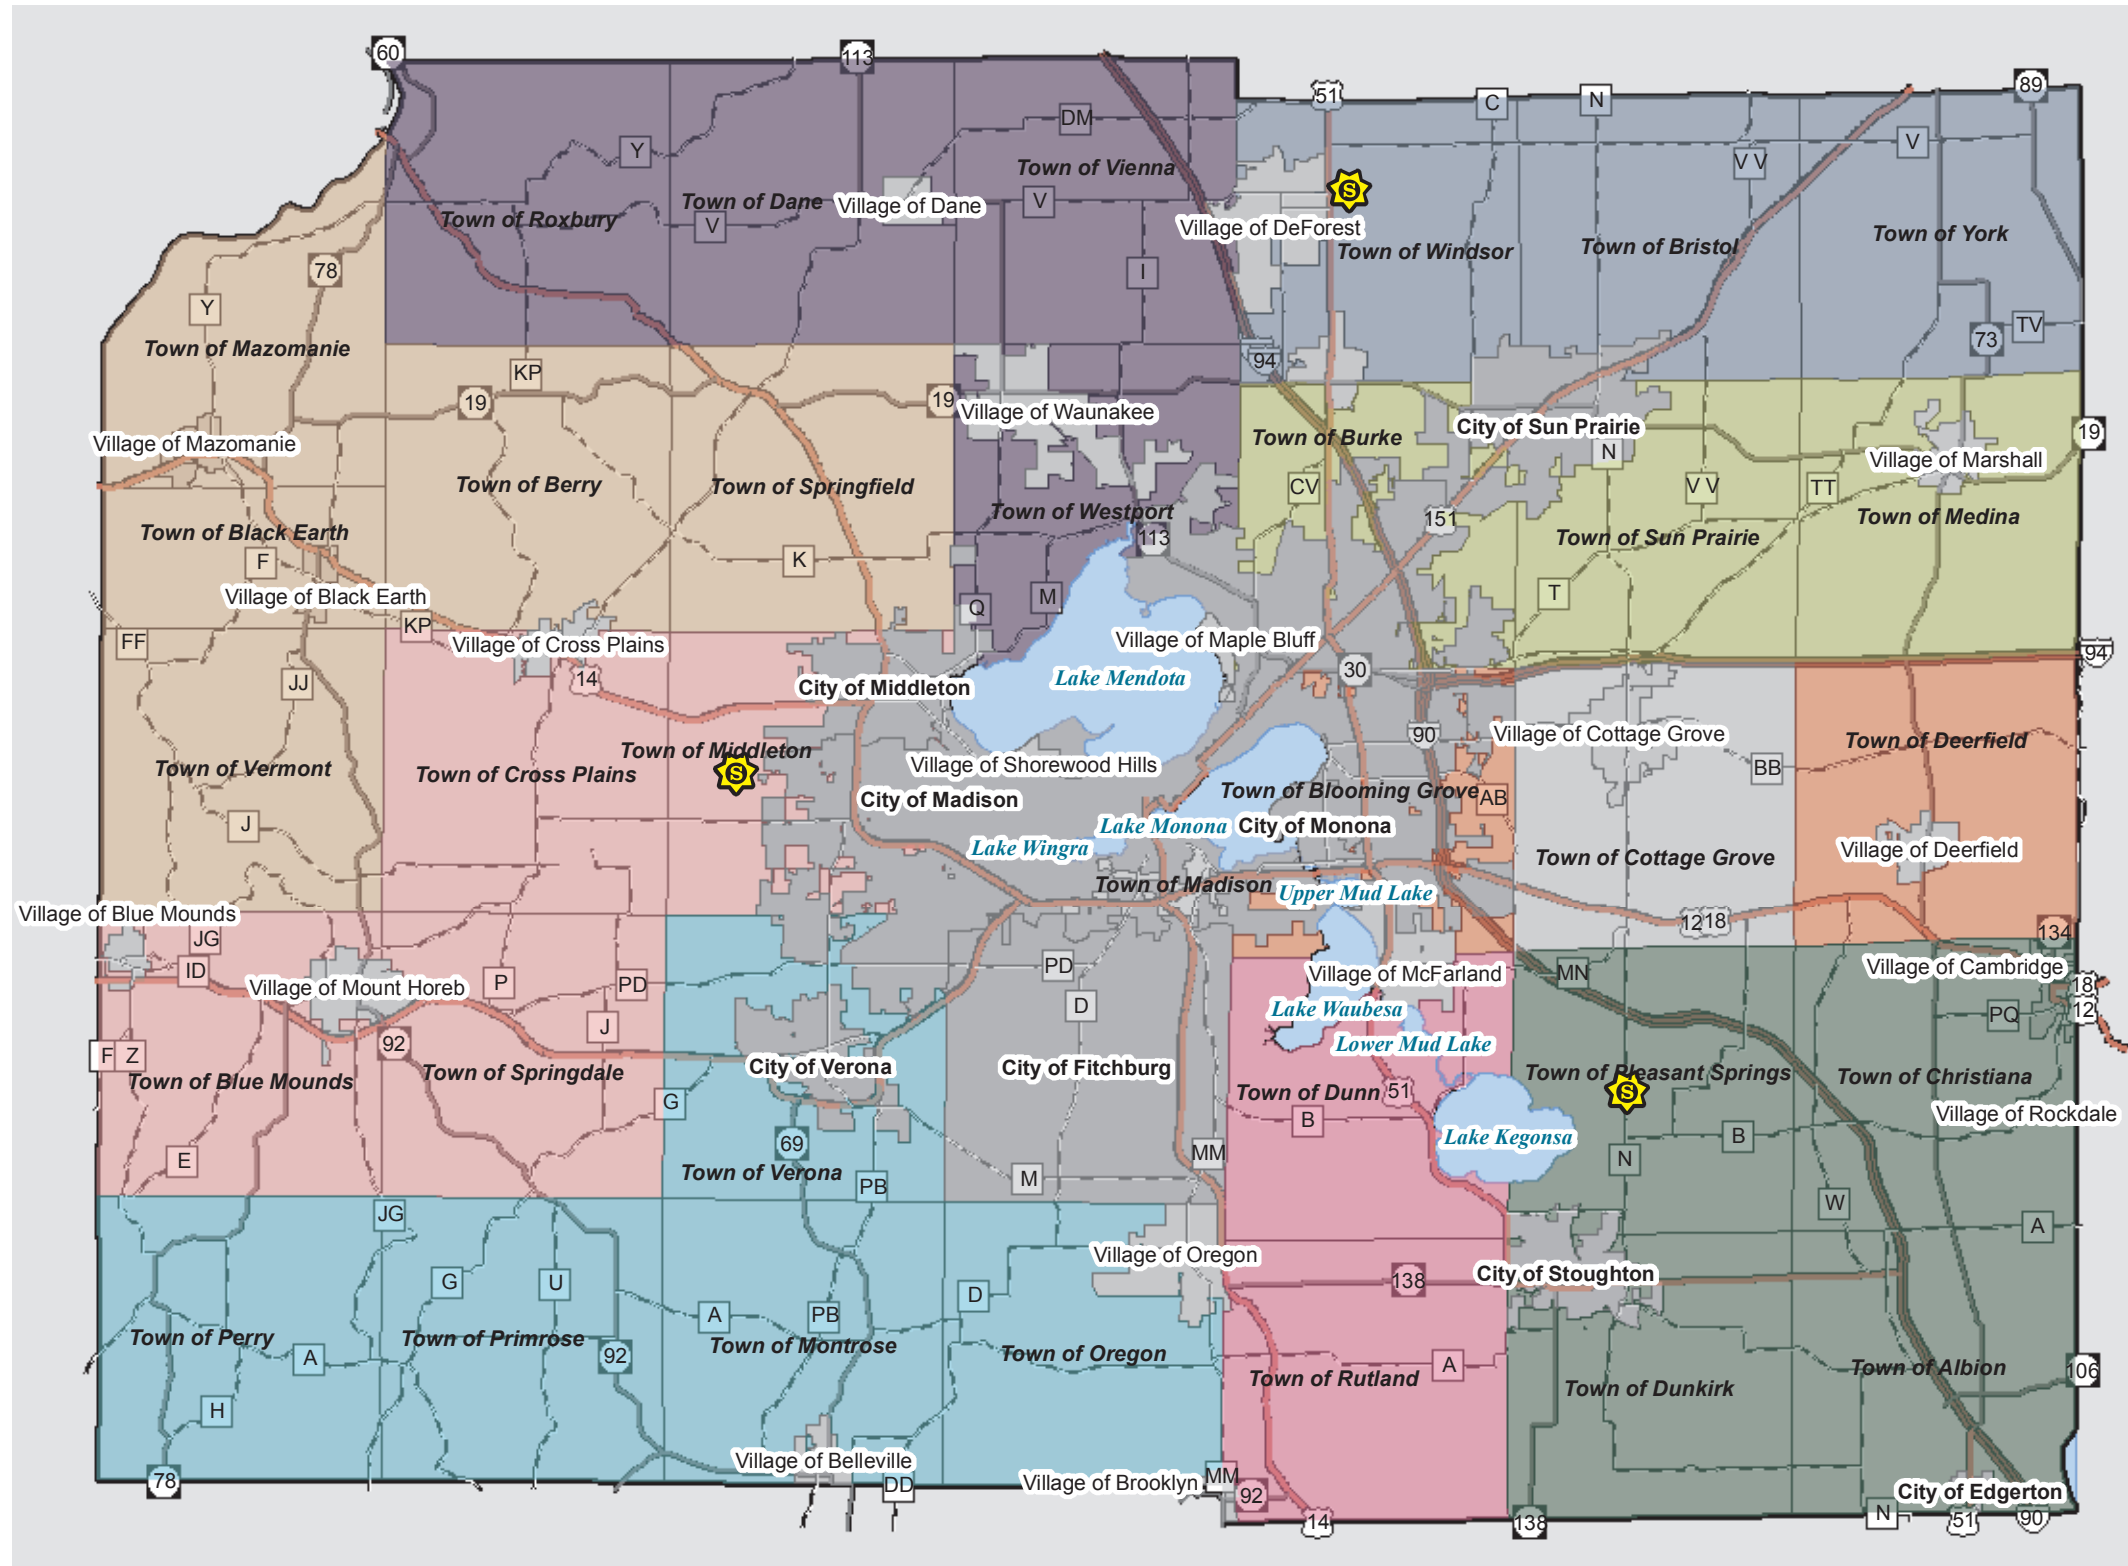 60
113
51
C
N
89
DM
Y
V
V V
Town of Vienna
Town of Roxbury
Town of Dane
Village of Dane
V
V
S
Village of DeForest
Town of Windsor
Town of Bristol
Town of York
78
Y
I
TV
73
94
Town of Mazomanie
KP
19
19
Village of Waunakee
Town of Burke
City of Sun Prairie
19
Village of Mazomanie
N
Village of Marshall
Town of Berry
Town of Springfield
CV
V V
TT
Town of Westport
151
Town of Medina
Town of Black Earth
113
Town of Sun Prairie
F
K
Village of Black Earth
Q
M
T
KP
FF
Village of Cross Plains
Village of Maple Bluff
94
JJ
14
City of Middleton
Lake Mendota
30
Village of Cottage Grove
90
Town of Middleton
Town of Deerfield
Town of Vermont
Town of Cross Plains
S
Village of Shorewood Hills
BB
City of Madison
Town of Blooming Grove
AB
J
Lake Monona
City of Monona
Lake Wingra
Town of Cottage Grove
Village of Deerfield
Town of Madison
Upper Mud Lake
Village of Blue Mounds
12
18
JG
134
ID
PD
Village of McFarland
MN
Village of Cambridge
Village of Mount Horeb
P
PD
D
Lake Waubesa
18
12
J
PQ
92
Lower Mud Lake
F
Z
Town of Blue Mounds
Town of Springdale
City of Verona
City of Fitchburg
Town of Pleasant Springs
Town of Christiana
G
Town of Dunn
51
S
Village of Rockdale
B
69
Lake Kegonsa
B
E
MM
N
Town of Verona
PB
M
W
JG
A
Village of Oregon
G
U
D
138
City of Stoughton
A
PB
Town of Perry
Town of Primrose
Town of Montrose
Town of Oregon
A
92
A
Town of Rutland
Town of Dunkirk
Town of Albion
106
H
Village of Belleville
78
DD
Village of Brooklyn
MM
92
City of Edgerton
14
138
N
51
90